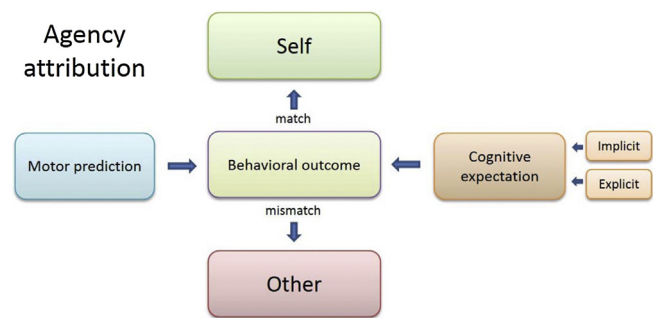 Agency
attribution
Self
match
Motor prediction
Behavioral outcome
Cognitive
expectation
Implicit
Explicit
mismatch
Other